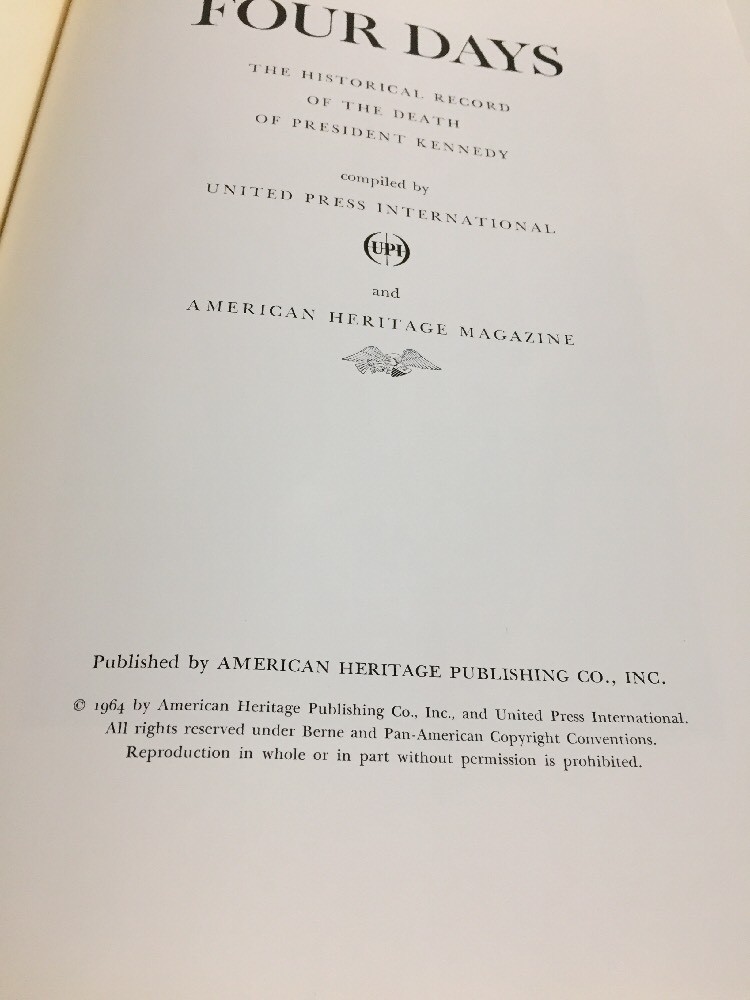 FOUR DAYS
THE HISTORICAL RECORD
OF THE DEATH
OF PRESIDENT KENNEDY
compiled by
UNITED PRESS INTERNATIONAL
UPI
and
AMERICAN HERITAGE MAGAZINE
Published by AMERICAN HERITAGE PUBLISHING CO., INC.
© 1964 by American Heritage Publishing Co., Inc., and United Press International.
All rights reserved under Berne and Pan-American Copyright Conventions.
Reproduction in whole or in part without permission is prohibited.